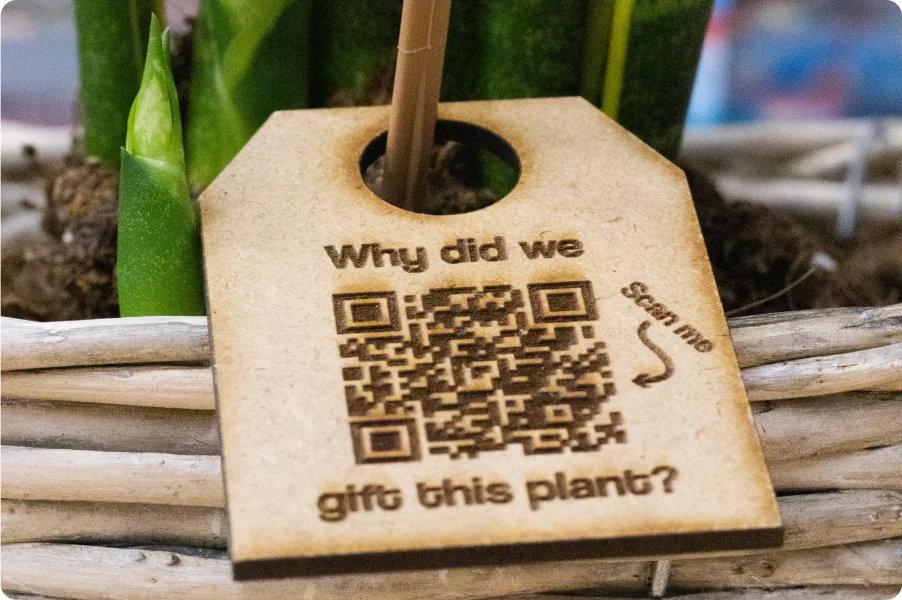 Why did we
Scan me
gift this plant?